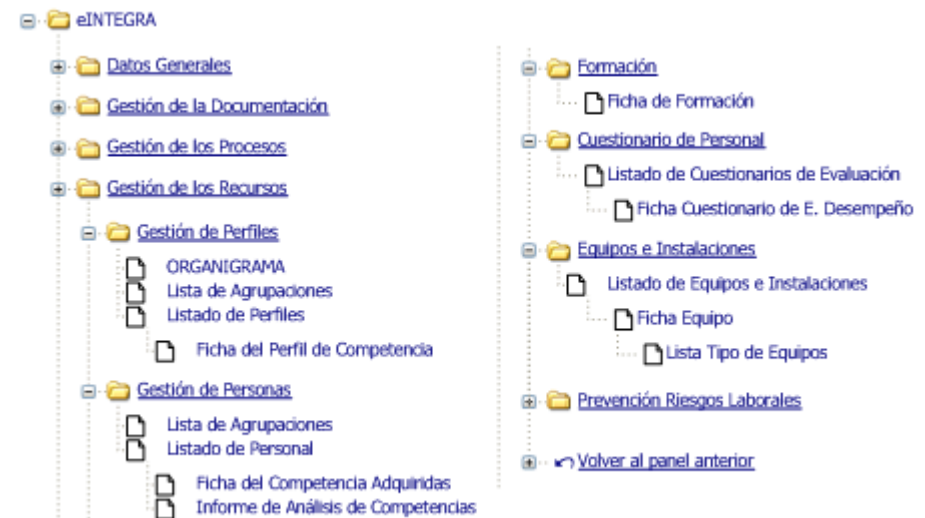 eINTEGRA
Datos Generales
Gestión de la Documentación
Gestión de los Procesos
Gestión de los Recursos
Gestión de Perfiles
ORGANIGRAMA
Lista de Agrupaciones
Listado de Perfiles
Ficha del Perfil de Competencia
Gestión de Personas
Lista de Agrupaciones
Listado de Personal
Ficha del Competencia Adquiridas
Informe de Análisis de Competencias
Formación
Ficha de Formación
Cuestionario de Personal
Listado de Cuestionarios de Evaluación
Ficha Cuestionario de E. Desempeño
Equipos e Instalaciones
Listado de Equipos e Instalaciones
Ficha Equipo
Lista Tipo de Equipos
Prevención Riesgos Laborales
Volver al panel anterior